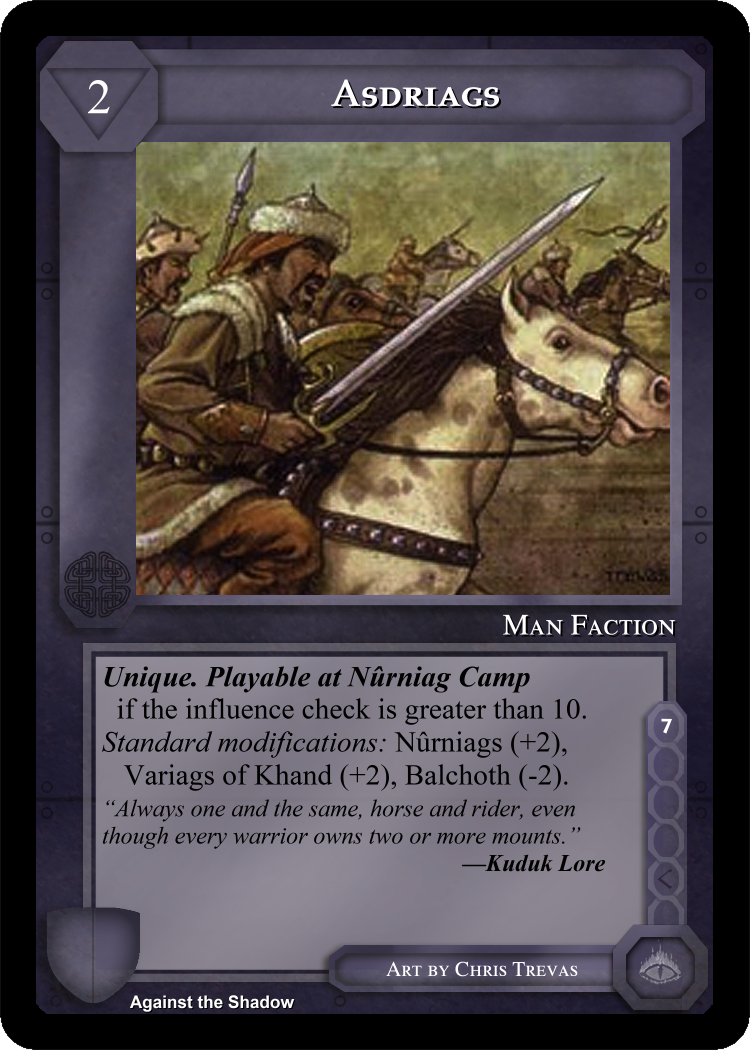 2
ASDRIAGS
TREVAS
MAN FACTION
Unique. Playable at Nûrniag Camp
if the influence check is greater than 10.
Standard modifications: Nûrniags (+2),
Variags of Khand (+2), Balchoth (-2).
“Always one and the same, horse and rider, even
though every warrior owns two or more mounts.”
—Kuduk Lore
7
ART BY CHRIS TREVAS
Against the Shadow